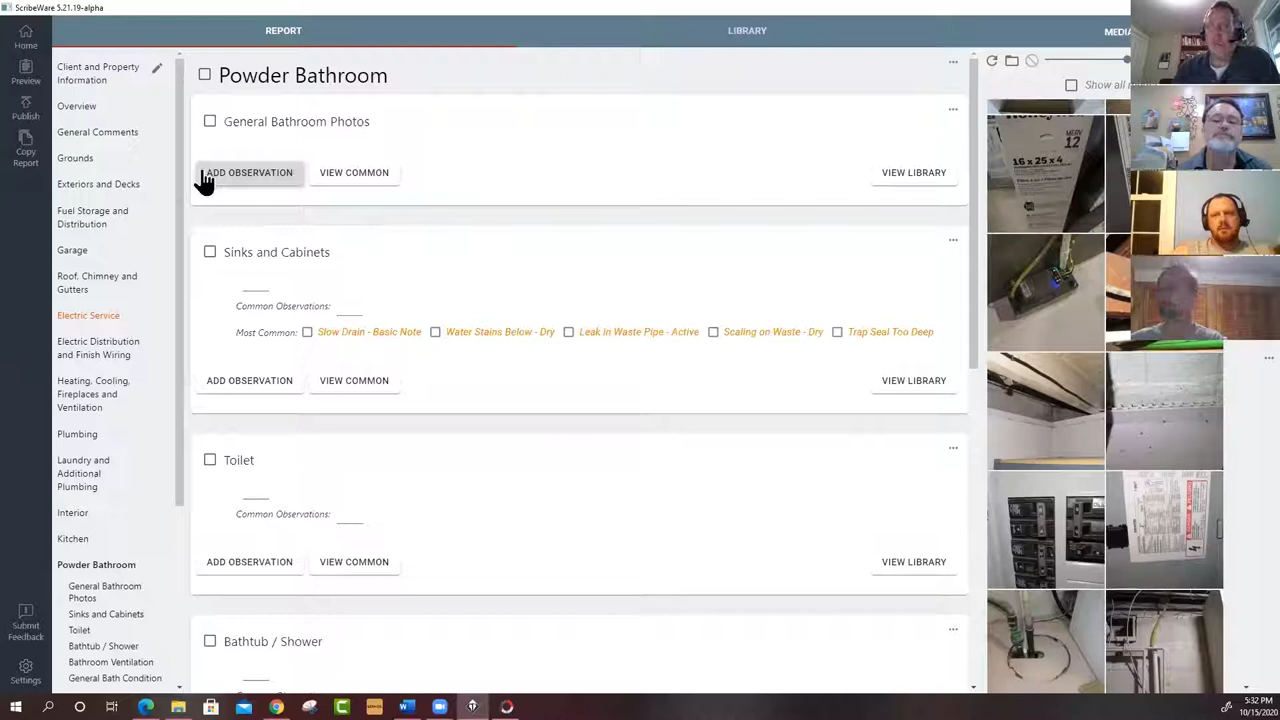 ScribeWare 5.21.19-alpha
Home
Preview
Publish
Copy
Report
Submit
Feedback
Settings
Client and Property
Information
Overview
General Comments
Grounds
Exteriors and Decks
Fuel Storage and
Distribution
Garage
Roof, Chimney and
Gutters
Electric Service
Electric Distribution
and Finish Wiring
Heating, Cooling,
Fireplaces and
Ventilation
Plumbing
Laundry and
Additional
Plumbing
Interior
Kitchen
Powder Bathroom
General Bathroom
Photos
Sinks and Cabinets
Toilet
Bathtub / Shower
Bathroom Ventilation
General Bath Condition
REPORT
LIBRARY
Powder Bathroom
General Bathroom Photos
ADD OBSERVATION
VIEW COMMON
VIEW LIBRARY
Sinks and Cabinets
Common Observations:
Most Common: Slow Drain - Basic Note Water Stains Below - Dry Leak In Waste Pipe - Active Scaling on Waste - Dry Trap Seal Too Deep
ADD OBSERVATION
VIEW COMMON
VIEW LIBRARY
Toilet
Common Observations:
ADD OBSERVATION
VIEW COMMON
VIEW LIBRARY
Bathtub / Shower
Show all
MERV
12
16 x 25 x 4
5:32 PM
10/15/2020